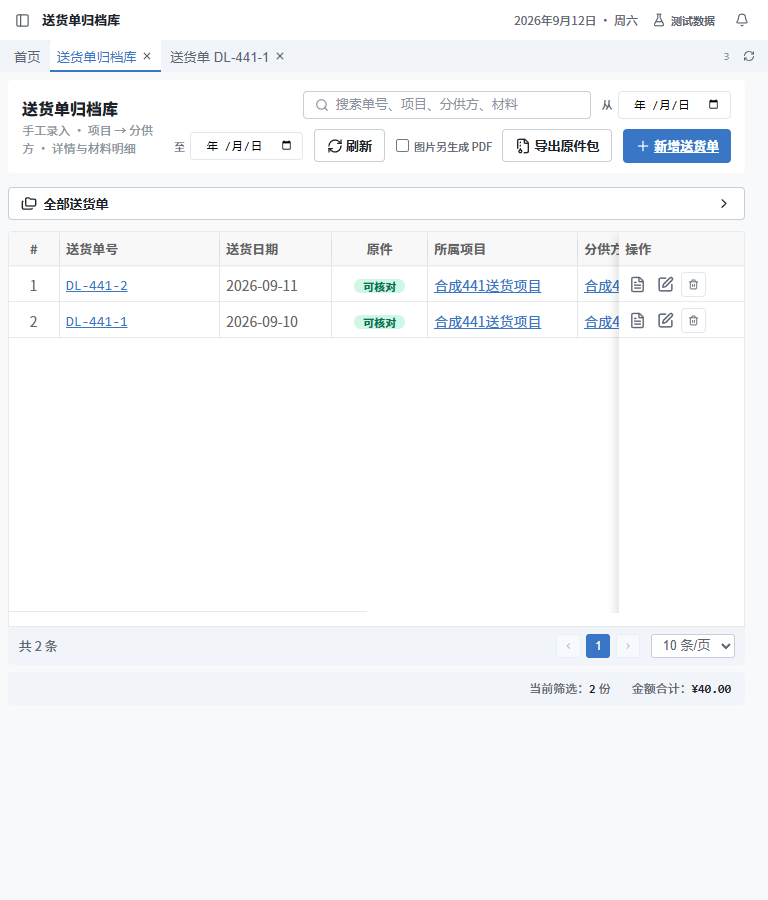 送货单归档库
2026年9月12日 · 周六 测试数据
首页 送货单归档库 × 送货单 DL-441-1 × 3
送货单归档库
手工录入 · 项目 → 分供
方 · 详情与材料明细
搜索单号、项目、分供方、材料 从 年 /月/日
至 年 /月/日 刷新 图片另生成 PDF 导出原件包 新增送货单
全部送货单
# 送货单号 送货日期 原件 所属项目 分供方 操作
1 DL-441-2 2026-09-11 可核对 合成441送货项目 合成4
2 DL-441-1 2026-09-10 可核对 合成441送货项目 合成4
共 2 条 ‹ 1 › 10 条/页
当前筛选：2 份 金额合计：¥40.00